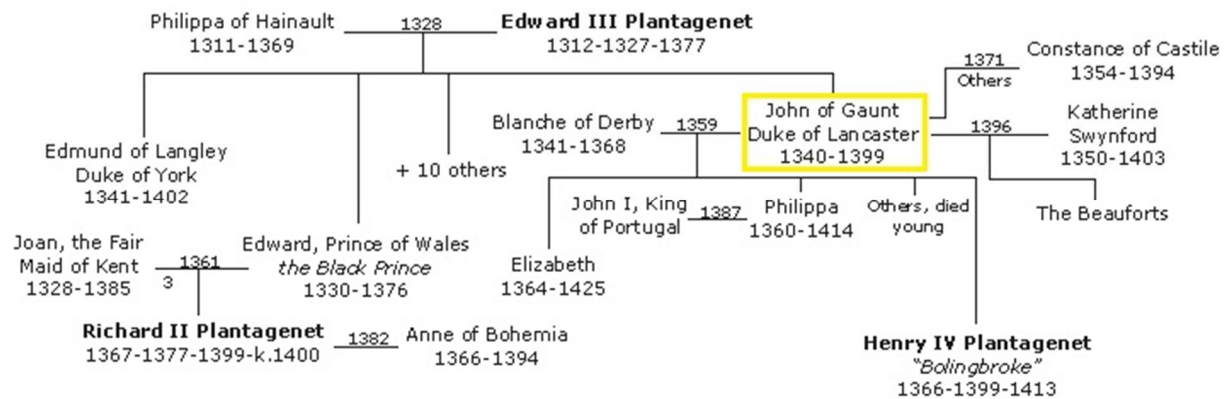 Philippa of Hainault
1311-1369
1328
Edward III Plantagenet
1312-1327-1377
1371
Others
Constance of Castile
1354-1394
Edmund of Langley
Duke of York
1341-1402
+ 10 others
Blanche of Derby
1341-1368
1359
John of Gaunt
Duke of Lancaster
1340-1399
1396
Katherine
Swynford
1350-1403
John I, King
of Portugal
1387
Philippa
1360-1414
Others, died
young
The Beauforts
Joan, the Fair
Maid of Kent
1328-1385
1361
3
Edward, Prince of Wales
the Black Prince
1330-1376
Elizabeth
1364-1425
Richard II Plantagenet
1367-1377-1399-k.1400
1382
Anne of Bohemia
1366-1394
Henry IV Plantagenet
“Bolingbroke”
1366-1399-1413